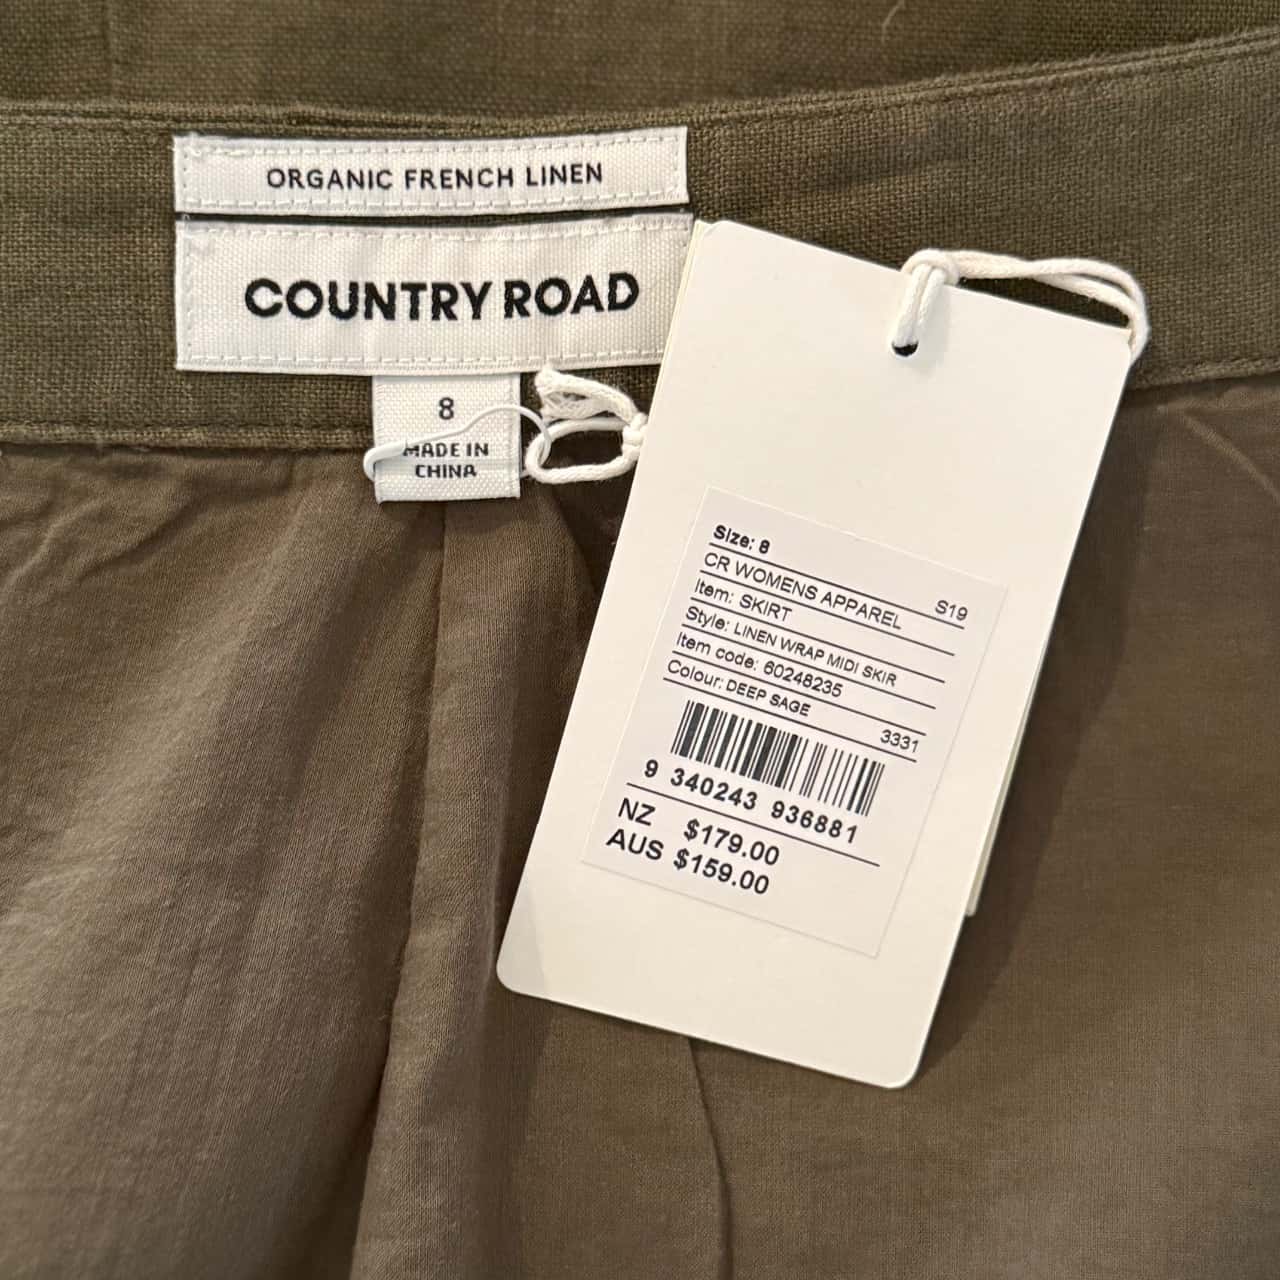 ORGANIC FRENCH LINEN
COUNTRY ROAD
8
MADE IN
CHINA
Size: 8
CR WOMENS APPAREL S19
Item: SKIRT
Style: LINEN WRAP MIDI SKIR
Item code: 60248235
Colour: DEEP SAGE 3331
9 340243 936881
NZ $179.00
AUS $159.00